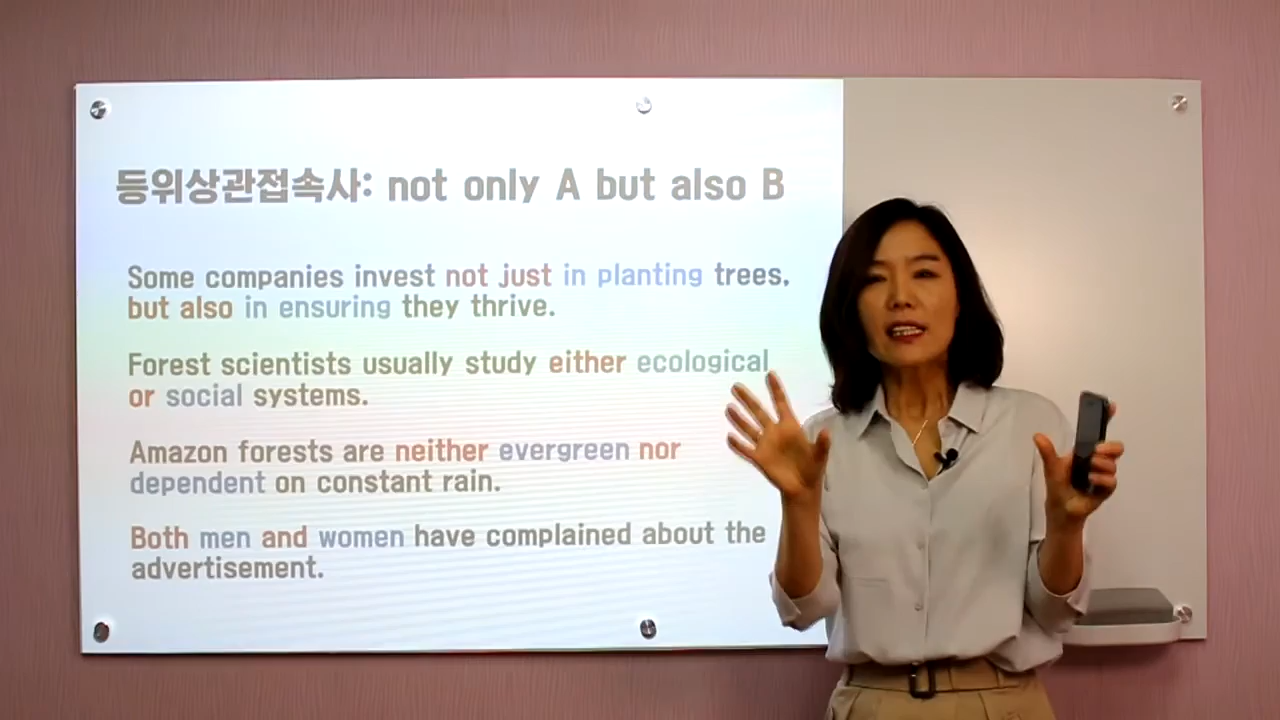 등위상관접속사: not only A but also B
Some companies invest not just in planting trees,
but also in ensuring they thrive.
Forest scientists usually study either ecological
or social systems.
Amazon forests are neither evergreen nor
dependent on constant rain.
Both men and women have complained about the
advertisement.